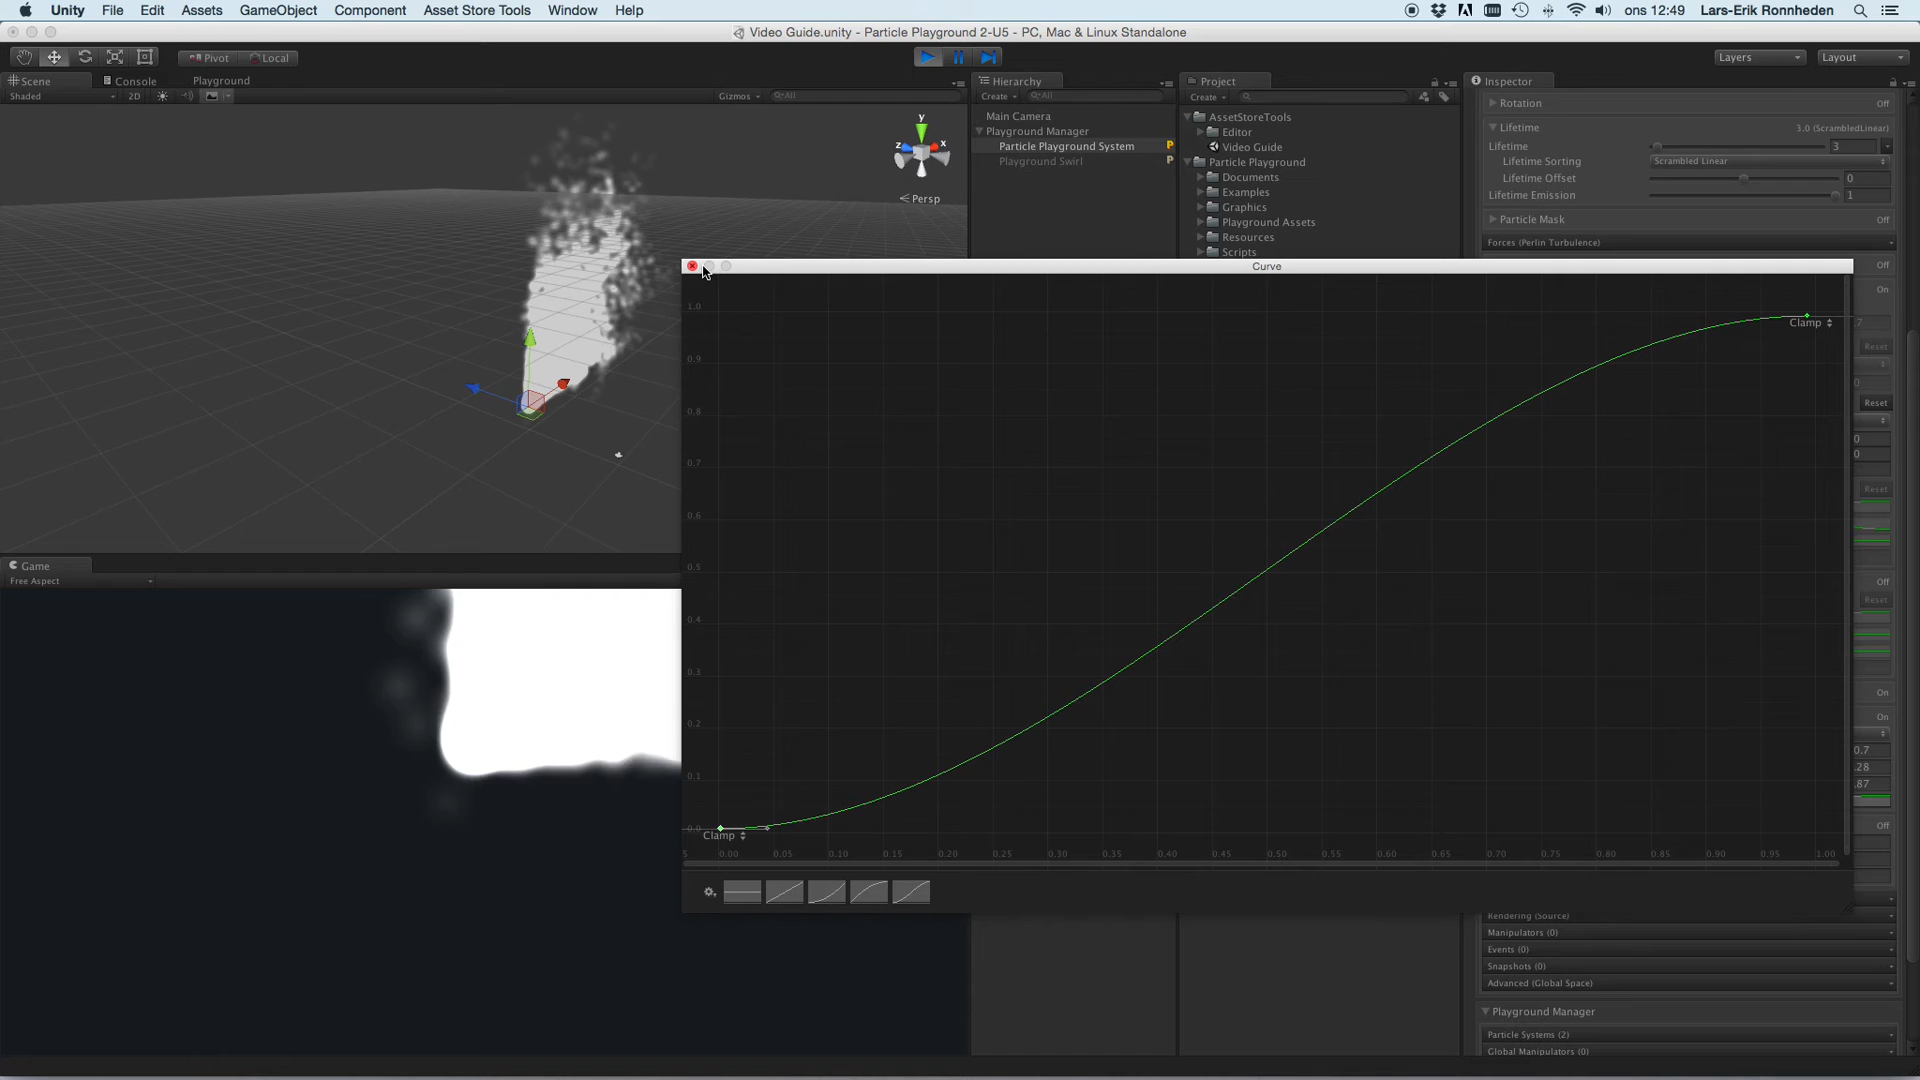 Unity File Edit Assets GameObject Component Asset Store Tools Window Help ons 12:49 Lars-Erik Ronnheden
Video Guide.unity - Particle Playground 2-U5 - PC, Mac & Linux Standalone
Pivot Local Layers Layout
Scene Console Playground Hierarchy Project Inspector
Shaded 2D Gizmos All Create All Create
Rotation Off
Main Camera
Playground Manager
Particle Playground System
Playground Swirl
AssetStoreTools
Editor
Video Guide
Particle Playground
Documents
Examples
Graphics
Playground Assets
Resources
Scripts
Lifetime 3.0 (ScrambledLinear)
Lifetime 3
Lifetime Sorting Scrambled Linear
Lifetime Offset 0
Lifetime Emission 1
Particle Mask Off
Forces (Perlin Turbulence)
y
z x
Persp
Off
On
Reset
Reset
Reset
Off
Reset
On
On
0.7
.28
.87
Off
Curve
1.0
0.9
0.8
0.7
0.6
0.5
0.4
0.3
0.2
0.1
0.0
Clamp
Clamp
5 0.00 0.05 0.10 0.15 0.20 0.25 0.30 0.35 0.40 0.45 0.50 0.55 0.60 0.65 0.70 0.75 0.80 0.85 0.90 0.95 1.00
Game
Free Aspect
Rendering (Source)
Manipulators (0)
Events (0)
Snapshots (0)
Advanced (Global Space)
Playground Manager
Particle Systems (2)
Global Manipulators (0)